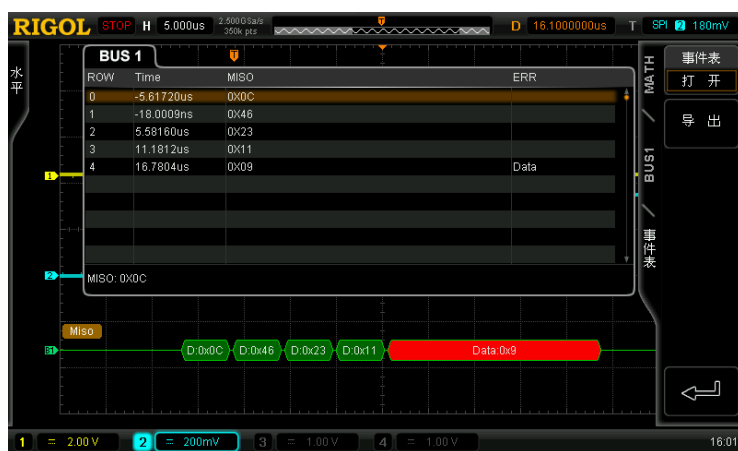 RIGOL STOP H 5.000us 2.500GSa/s 350k pts D 16.1000000us T SPI 2 180mV
水平
BUS 1
ROW Time MISO ERR
0 -5.61720us 0X0C
1 -18.0009ns 0X46
2 5.58160us 0X23
3 11.1812us 0X11
4 16.7804us 0X09 Data
MISO: 0X0C
MATH
BUS1
事件表
事件表
打开
导出
1
2
Miso
B1
D:0x0C D:0x46 D:0x23 D:0x11 Data:0x9
1 = 2.00 V 2 = 200mV 3 = 1.00 V 4 = 1.00 V 16:01